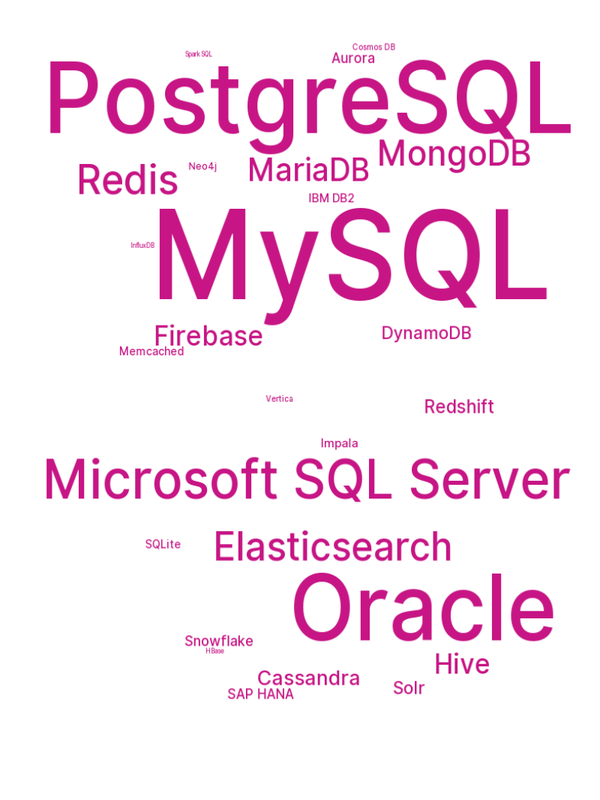 Cosmos DB
Spark SQL
Aurora
PostgreSQL
MongoDB
Neo4j
MariaDB
Redis
IBM DB2
MySQL
InfluxDB
DynamoDB
Firebase
Memcached
Vertica
Redshift
Impala
Microsoft SQL Server
SQLite
Elasticsearch
Oracle
Snowflake
HBase
Hive
Cassandra
Solr
SAP HANA